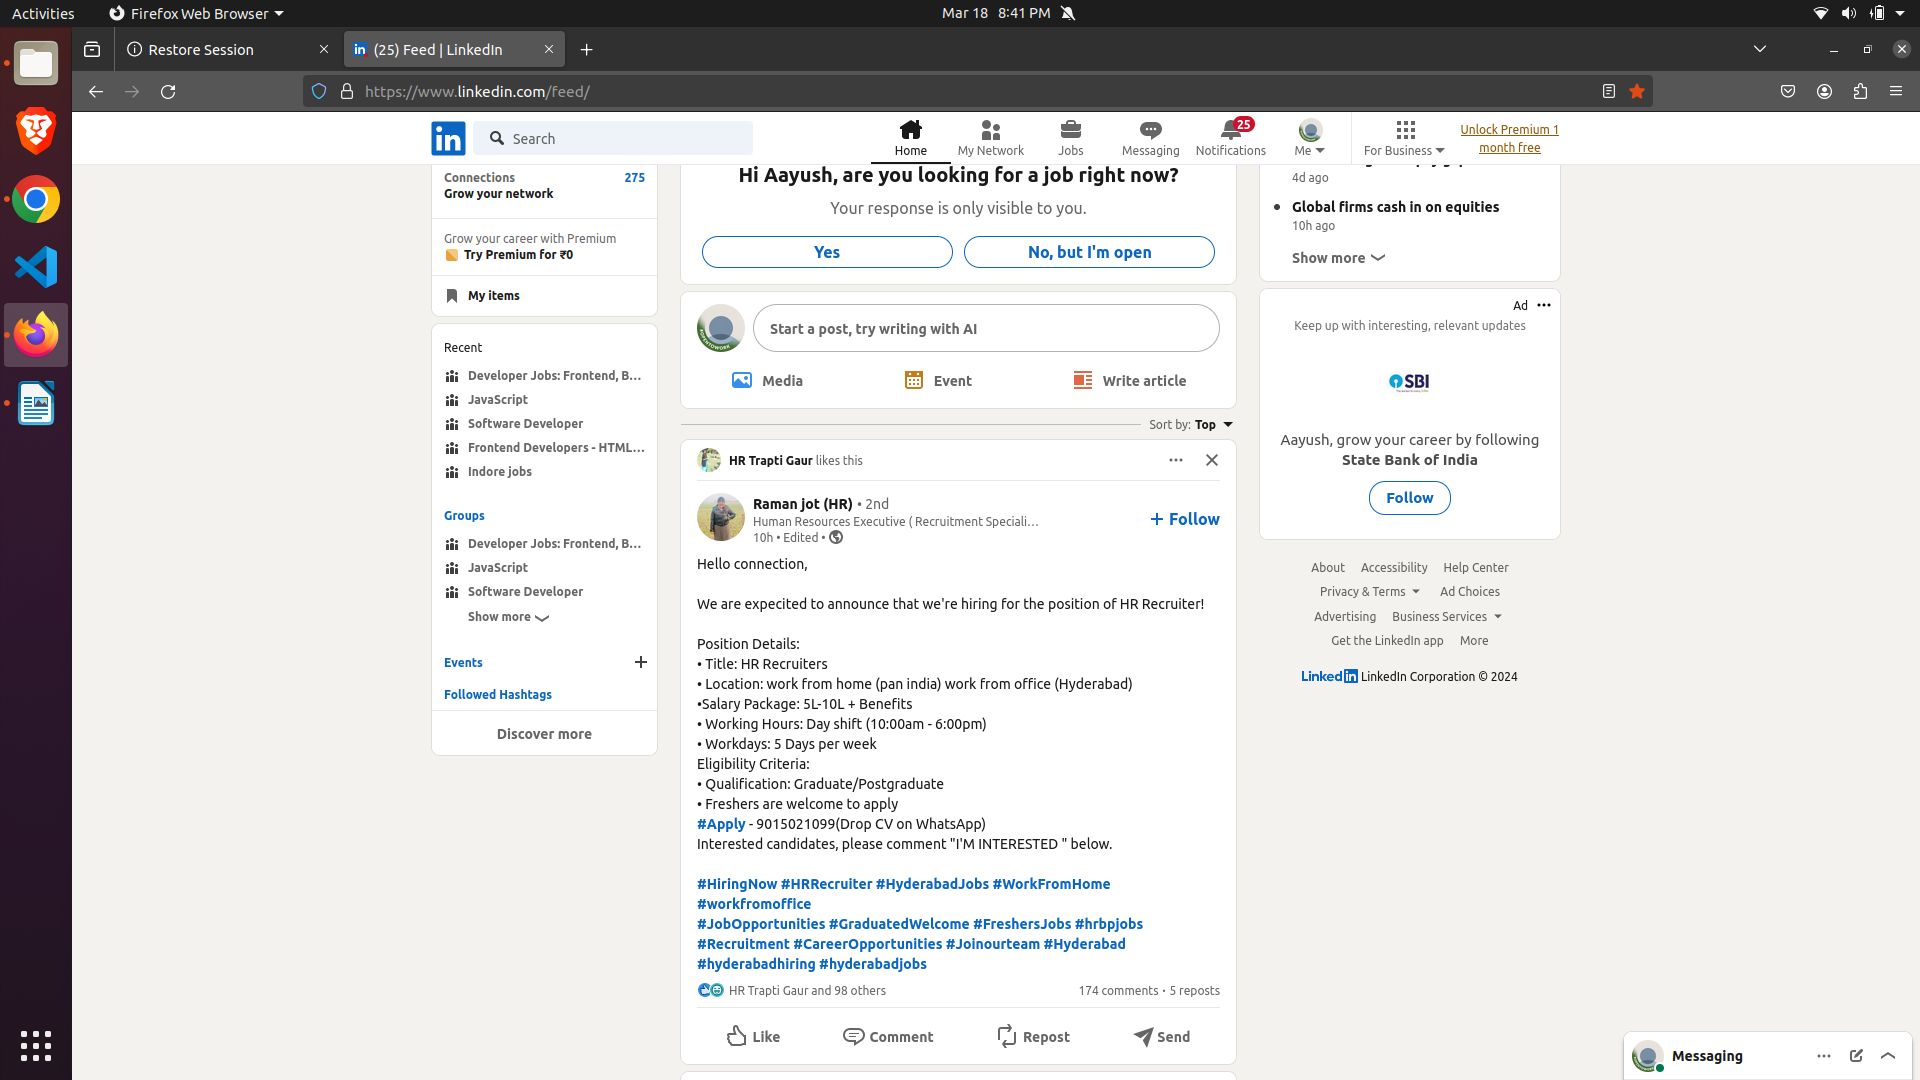 Activities
Firefox Web Browser
Mar 18 8:41 PM
Restore Session
(25) Feed | LinkedIn
https://www.linkedin.com/feed/
in
Search
Home
My Network
Jobs
Messaging
25
Notifications
Me
For Business
Unlock Premium 1
month free
Connections 275
Grow your network
Grow your career with Premium
Try Premium for ₹0
My items
Recent
Developer Jobs: Frontend, B...
JavaScript
Software Developer
Frontend Developers - HTML...
Indore jobs
Groups
Developer Jobs: Frontend, B...
JavaScript
Software Developer
Show more
Events
Followed Hashtags
Discover more
Hi Aayush, are you looking for a job right now?
Your response is only visible to you.
Yes
No, but I'm open
Start a post, try writing with AI
Media
Event
Write article
Sort by: Top
HR Trapti Gaur likes this
Raman jot (HR) • 2nd
Human Resources Executive ( Recruitment Speciali...
10h • Edited •
+ Follow
Hello connection,
We are expecited to announce that we're hiring for the position of HR Recruiter!
Position Details:
• Title: HR Recruiters
• Location: work from home (pan india) work from office (Hyderabad)
•Salary Package: 5L-10L + Benefits
• Working Hours: Day shift (10:00am - 6:00pm)
• Workdays: 5 Days per week
Eligibility Criteria:
• Qualification: Graduate/Postgraduate
• Freshers are welcome to apply
#Apply - 9015021099(Drop CV on WhatsApp)
Interested candidates, please comment "I'M INTERESTED " below.
#HiringNow #HRRecruiter #HyderabadJobs #WorkFromHome
#workfromoffice
#JobOpportunities #GraduatedWelcome #FreshersJobs #hrbpjobs
#Recruitment #CareerOpportunities #Joinourteam #Hyderabad
#hyderabadhiring #hyderabadjobs
HR Trapti Gaur and 98 others
174 comments • 5 reposts
Like
Comment
Repost
Send
4d ago
Global firms cash in on equities
10h ago
Show more
Ad
Keep up with interesting, relevant updates
SBI
Aayush, grow your career by following
State Bank of India
Follow
About Accessibility Help Center
Privacy & Terms Ad Choices
Advertising Business Services
Get the LinkedIn app More
LinkedIn LinkedIn Corporation © 2024
Messaging